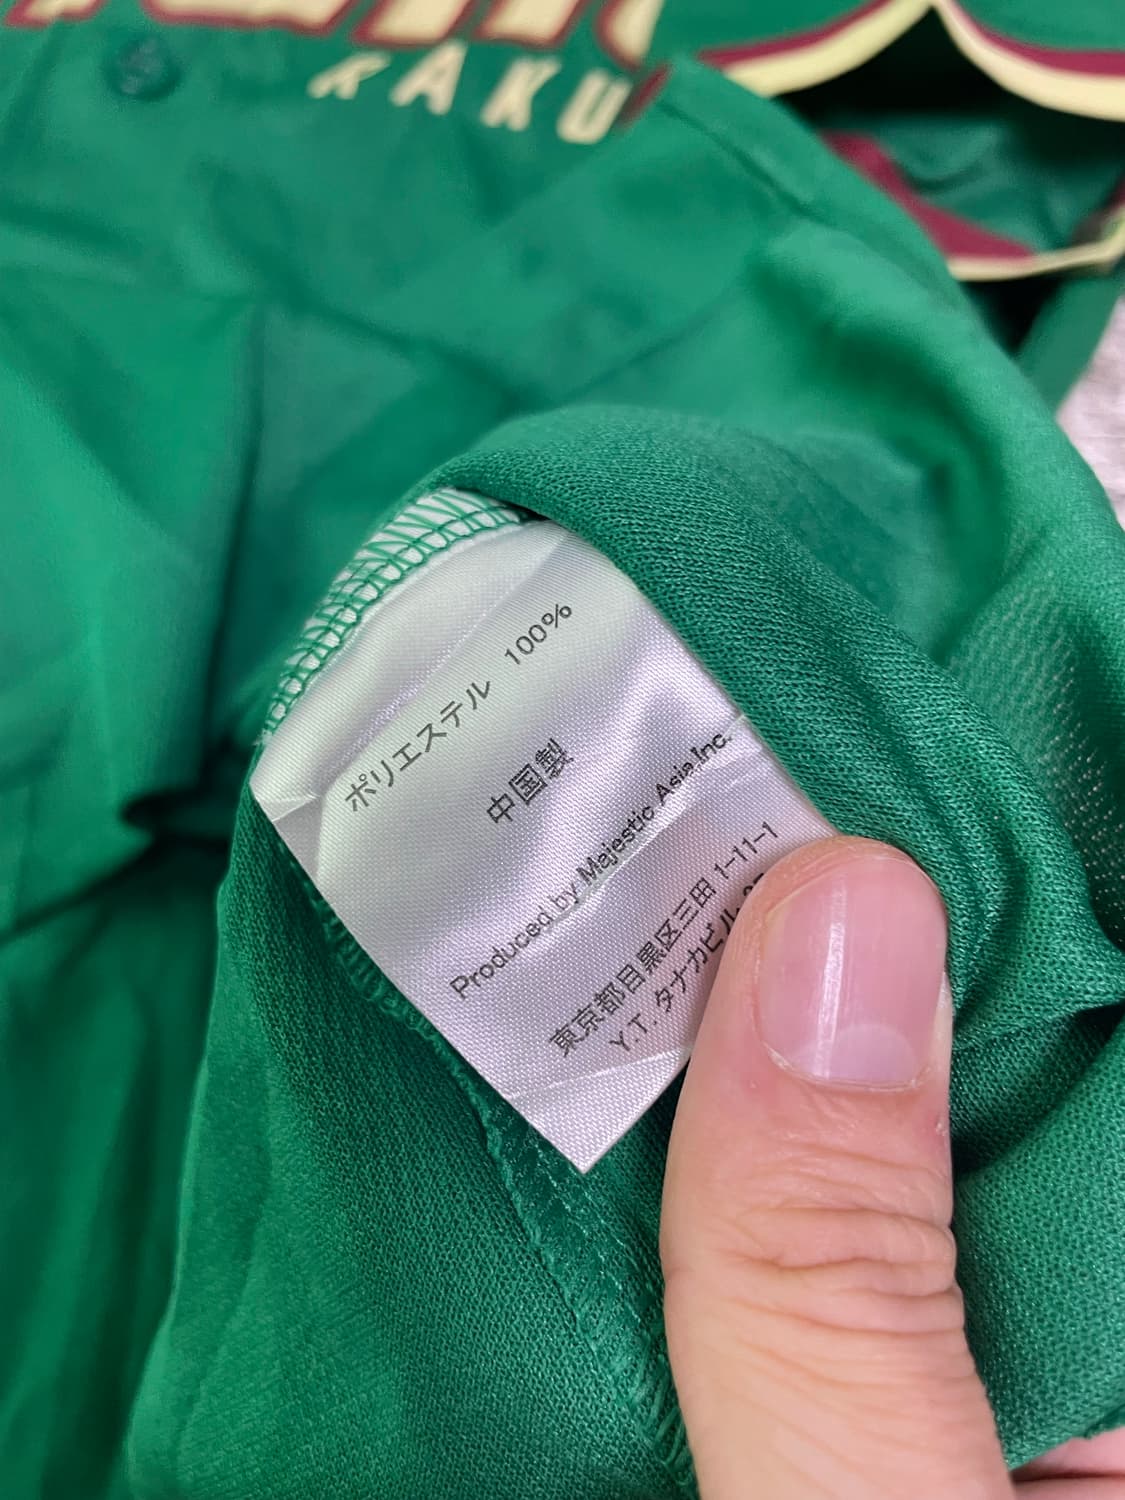 RAKU
ポリエステル 100%
中国製
Produced by Majestic Asia Inc.
東京都目黒区三田 1-11-1
Y.T. タナカビル